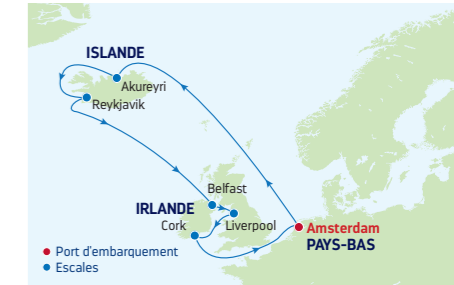 ISLANDE
Akureyri
Reykjavik
Belfast
IRLANDE
Cork
Liverpool
Amsterdam
PAYS-BAS
Port d'embarquement
Escales